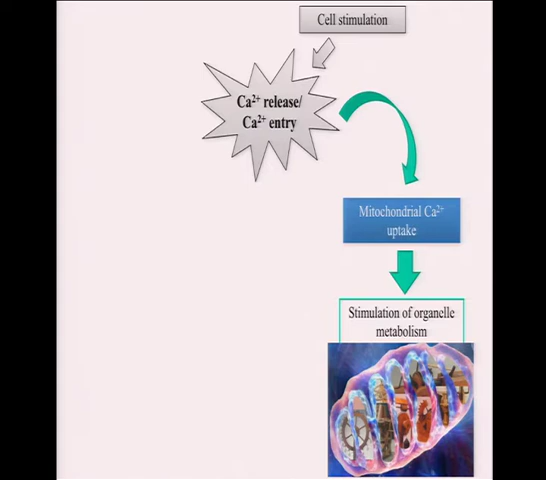 Cell stimulation
Ca²⁺ release/
Ca²⁺ entry
Mitochondrial Ca²⁺
uptake
Stimulation of organelle
metabolism